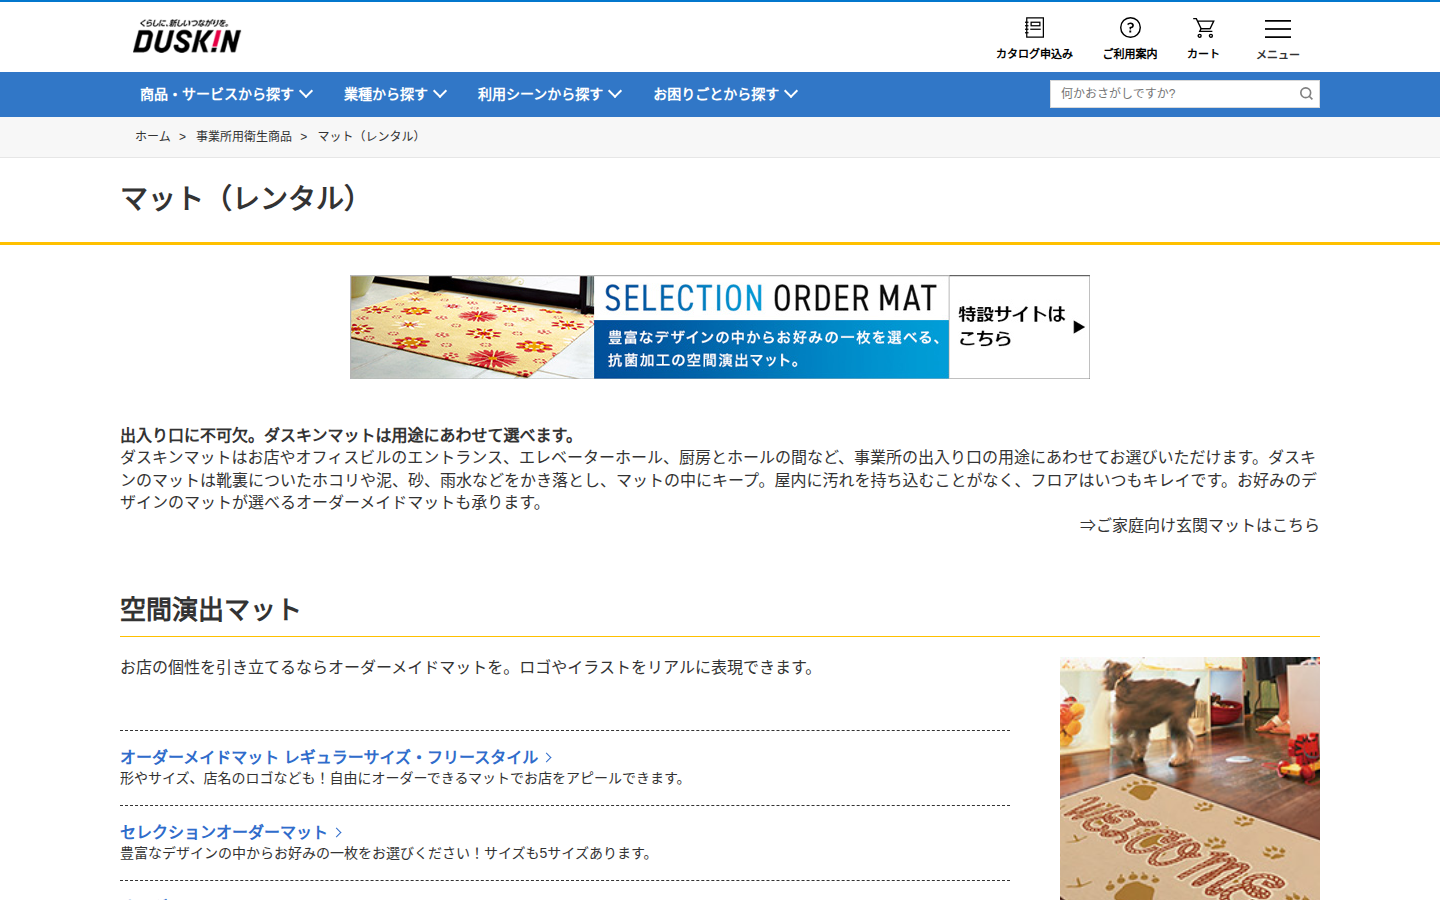 くらしに、新しいつながりを。
DUSKIN
カタログ申込み
ご利用案内
カート
メニュー
商品・サービスから探す
業種から探す
利用シーンから探す
お困りごとから探す
何かおさがしですか?
ホーム > 事業所用衛生商品 > マット（レンタル）
マット（レンタル）
SELECTION ORDER MAT
豊富なデザインの中からお好みの一枚を選べる、
抗菌加工の空間演出マット。
特設サイトは
こちら
出入り口に不可欠。ダスキンマットは用途にあわせて選べます。
ダスキンマットはお店やオフィスビルのエントランス、エレベーターホール、厨房とホールの間など、事業所の出入り口の用途にあわせてお選びいただけます。ダスキ
ンのマットは靴裏についたホコリや泥、砂、雨水などをかき落とし、マットの中にキープ。屋内に汚れを持ち込むことがなく、フロアはいつもキレイです。お好みのデ
ザインのマットが選べるオーダーメイドマットも承ります。
⇒ご家庭向け玄関マットはこちら
空間演出マット
お店の個性を引き立てるならオーダーメイドマットを。ロゴやイラストをリアルに表現できます。
オーダーメイドマット レギュラーサイズ・フリースタイル
形やサイズ、店名のロゴなども！自由にオーダーできるマットでお店をアピールできます。
セレクションオーダーマット
豊富なデザインの中からお好みの一枚をお選びください！サイズも5サイズあります。
WELCOME